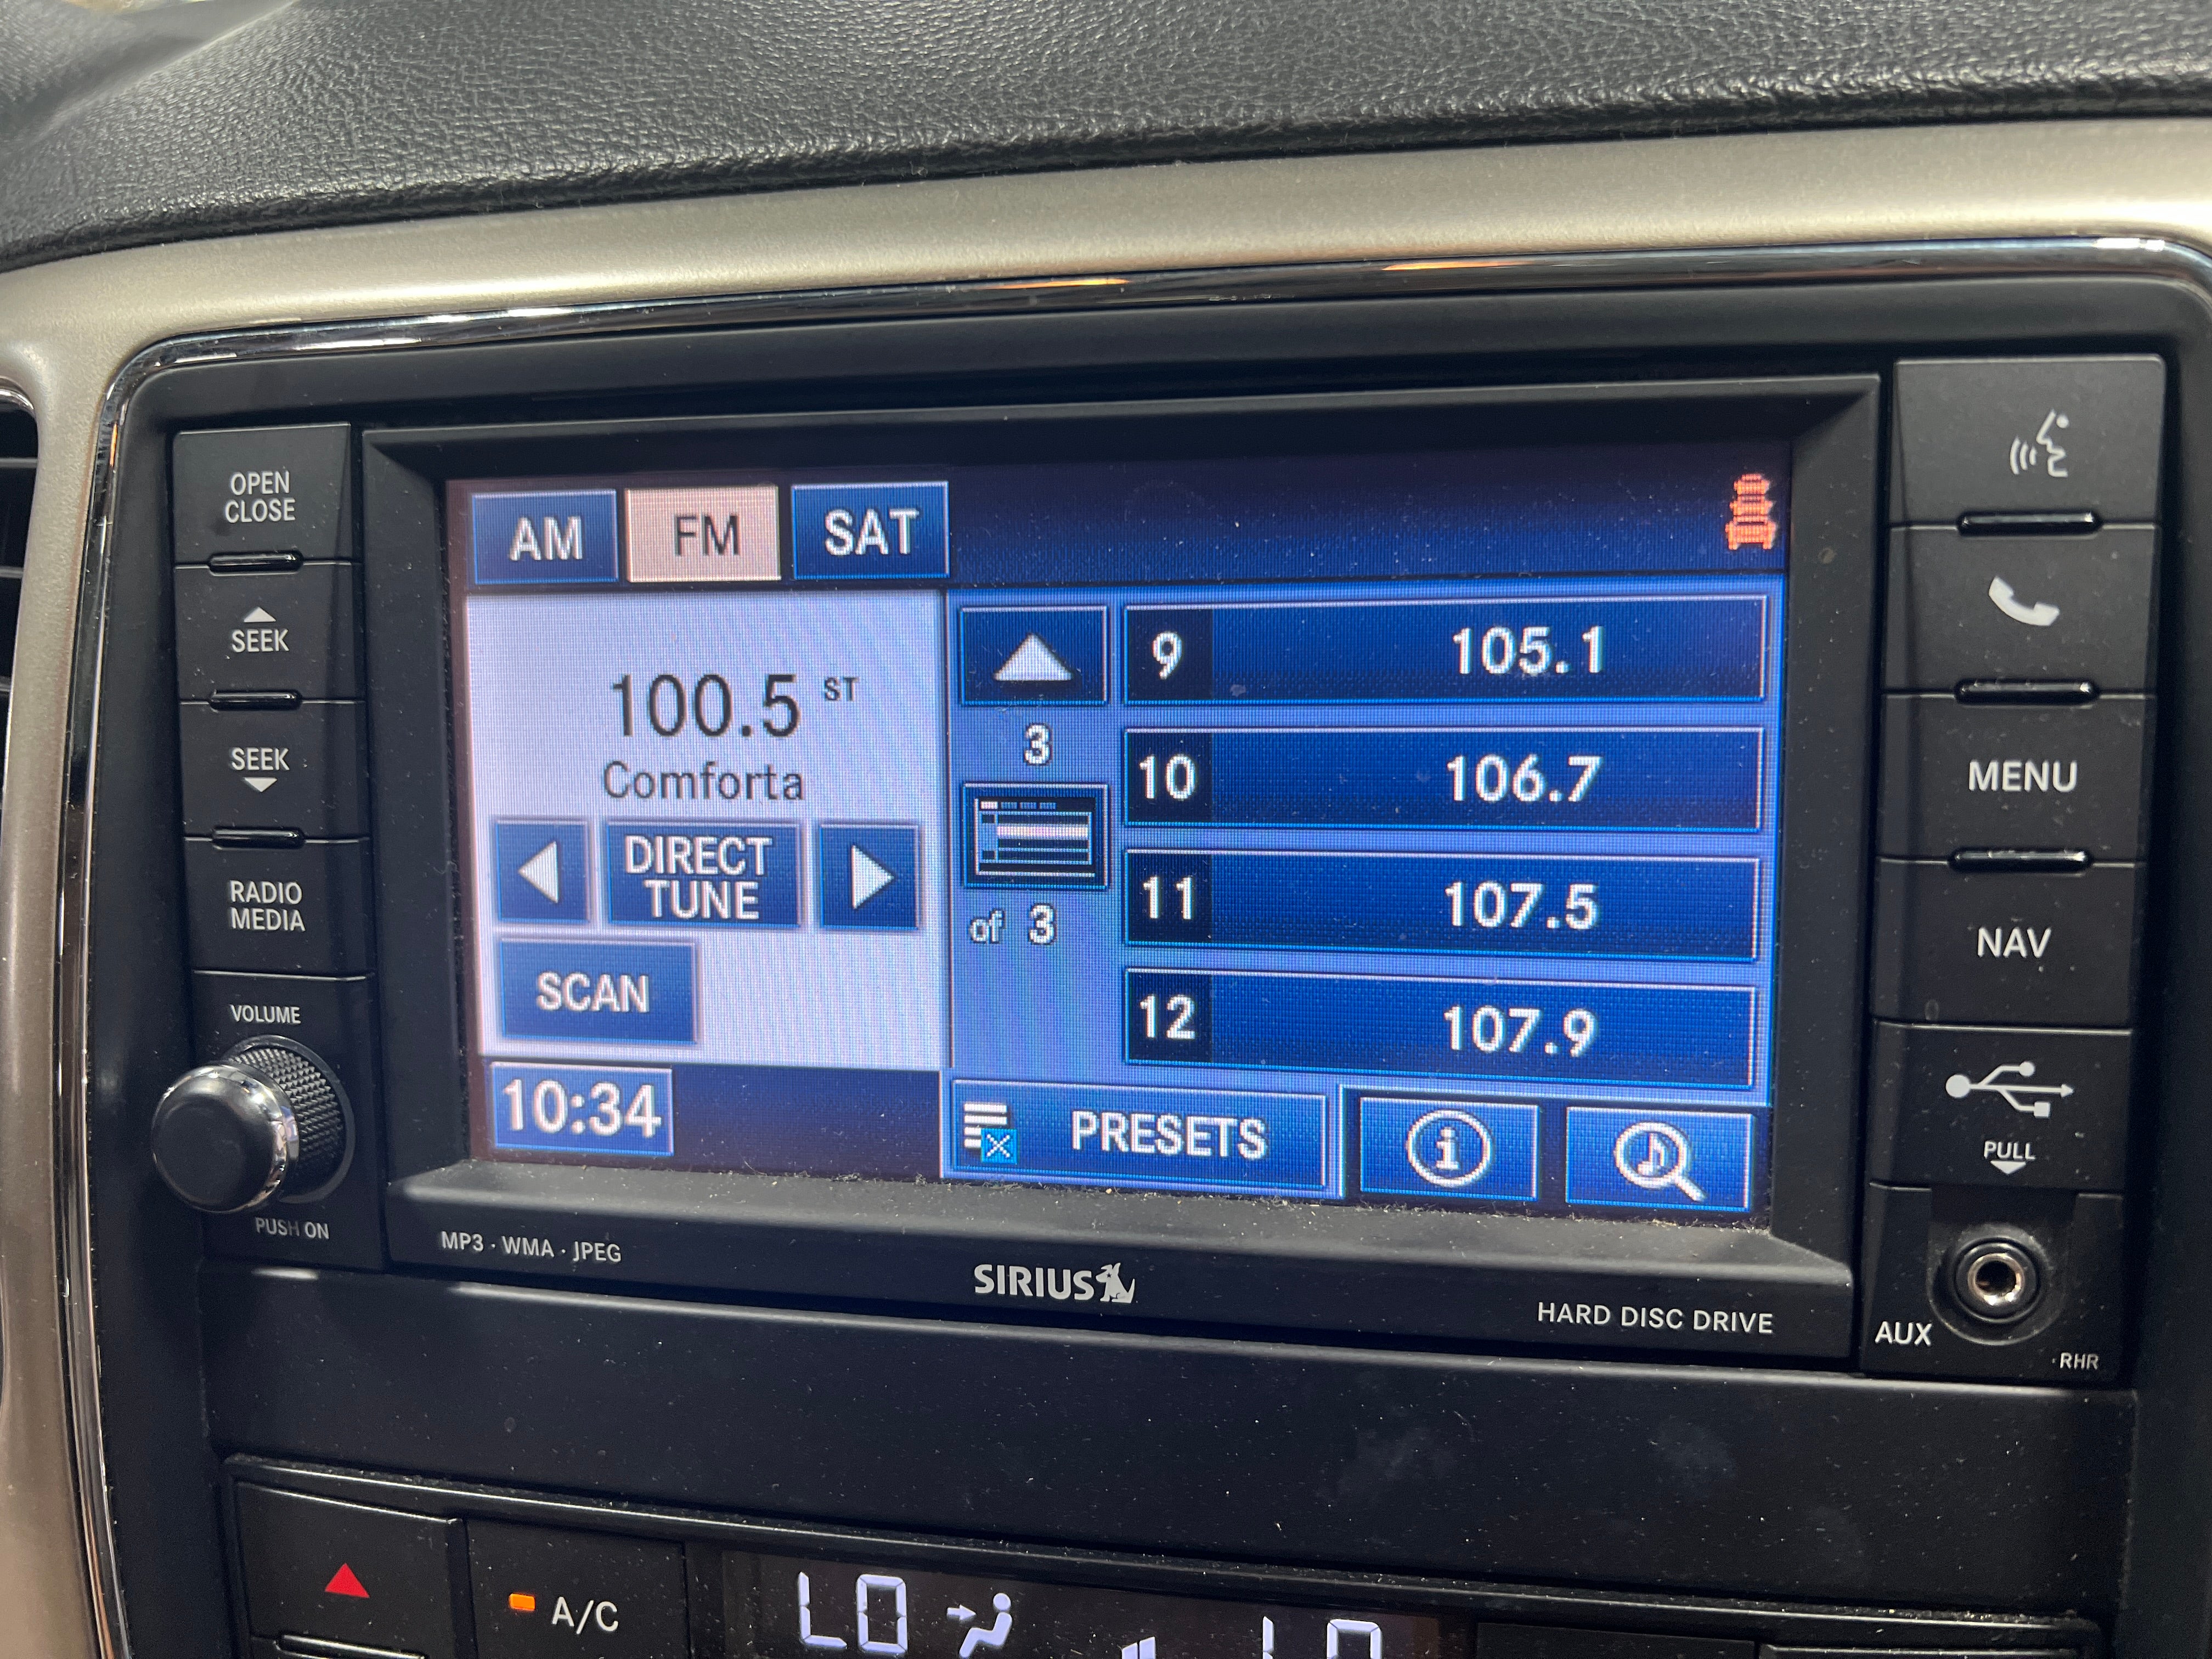 OPEN
CLOSE
SEEK
SEEK
RADIO
MEDIA
VOLUME
PUSH ON
AM FM SAT
100.5 ST
Comforta
DIRECT
TUNE
SCAN
10:34
3
of 3
9 105.1
10 106.7
11 107.5
12 107.9
PRESETS
i
MENU
NAV
PULL
AUX
RHR
MP3 · WMA · JPEG
SIRIUS
HARD DISC DRIVE
A/C
LO
LO